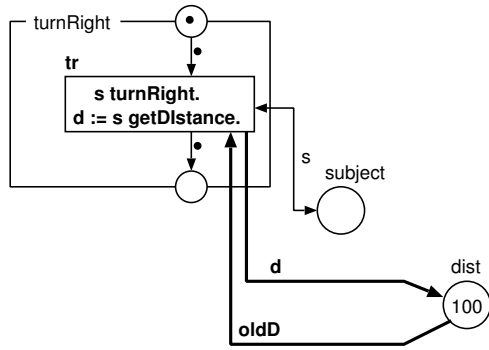 turnRight
tr
s turnRight.
d := s getDIstance.
s
subject
d
dist
100
oldD